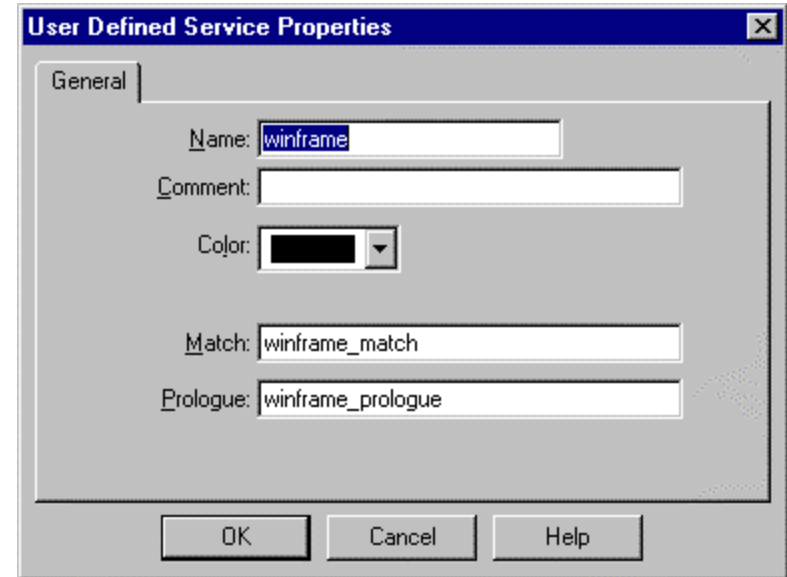 User Defined Service Properties
General
Name: winframe
Comment:
Color:
Match: winframe_match
Prologue: winframe_prologue
OK Cancel Help